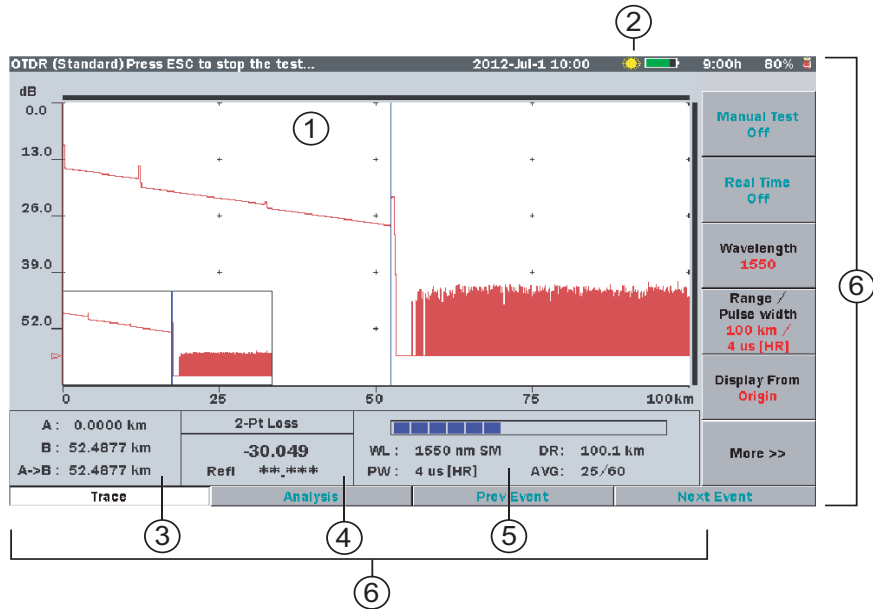 ②
OTDR (Standard) Press ESC to stop the test... 2012-Jul-1 10:00 9:00h 80%
dB
0.0
13.0
26.0
39.0
52.0
0 25 50 75 100km
①
Manual Test
Off
Real Time
Off
Wavelength
1550
Range /
Pulse width
100 km /
4 us [HR]
Display From
Origin
More >>
⑥
A : 0.0000 km
B : 52.4877 km
A->B : 52.4877 km
2-Pt Loss
-30.049
Refl **.***
WL : 1550 nm SM DR: 100.1 km
PW : 4 us [HR] AVG: 25/60
Trace Analysis Prev Event Next Event
③ ④ ⑤
⑥